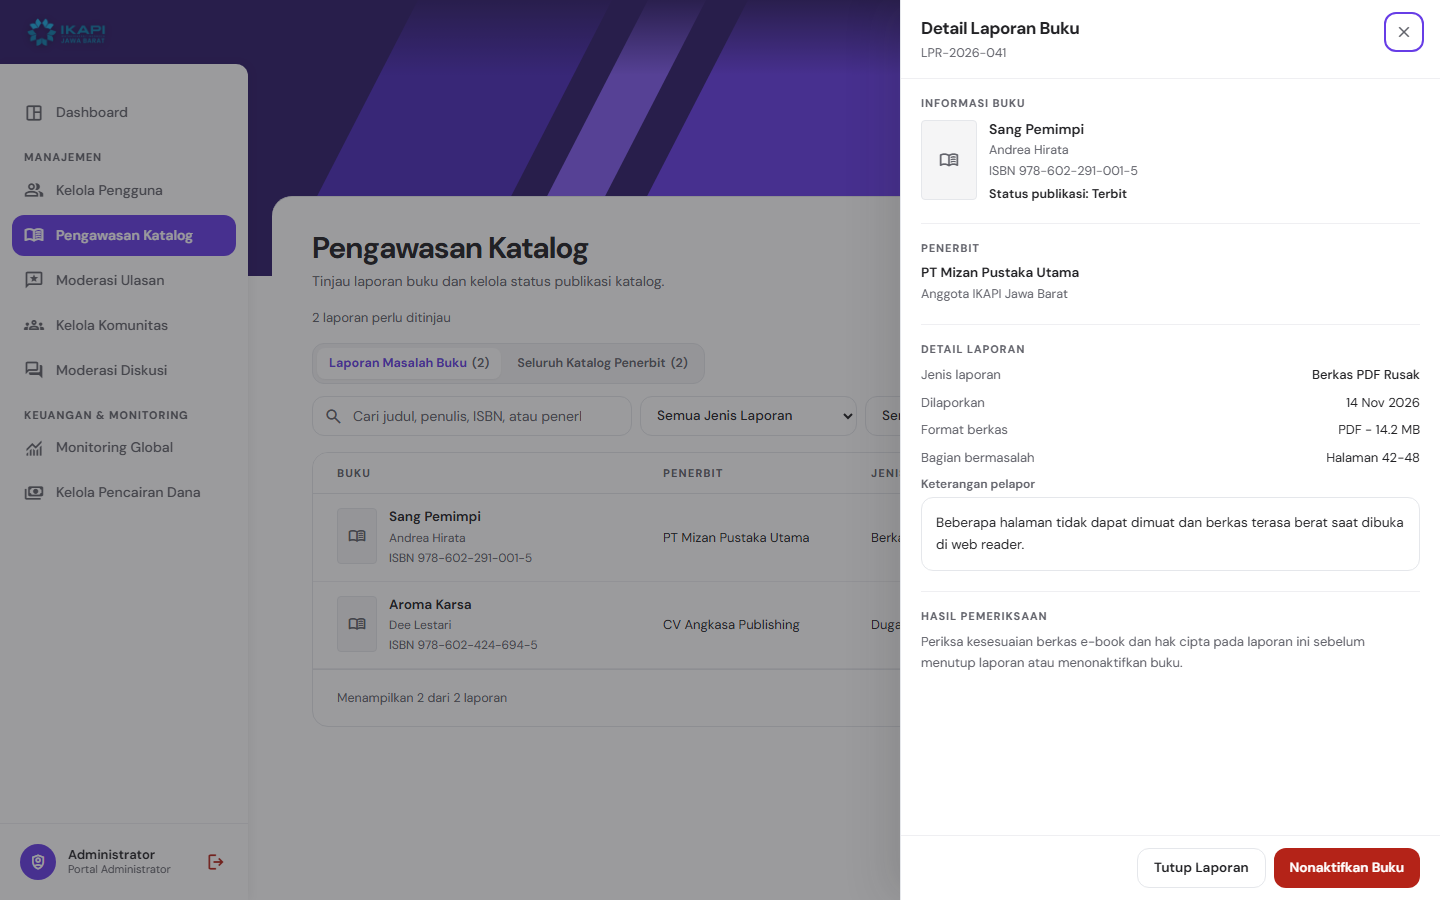 IKAPI
JAWA BARAT
Dashboard
MANAJEMEN
Kelola Pengguna
Pengawasan Katalog
Moderasi Ulasan
Kelola Komunitas
Moderasi Diskusi
KEUANGAN & MONITORING
Monitoring Global
Kelola Pencairan Dana
Administrator
Portal Administrator
Pengawasan Katalog
Tinjau laporan buku dan kelola status publikasi katalog.
2 laporan perlu ditinjau
Laporan Masalah Buku (2)
Seluruh Katalog Penerbit (2)
Cari judul, penulis, ISBN, atau penerl
Semua Jenis Laporan
Ser
BUKU
PENERBIT
JENI
Sang Pemimpi
Andrea Hirata
ISBN 978-602-291-001-5
PT Mizan Pustaka Utama
Berka
Aroma Karsa
Dee Lestari
ISBN 978-602-424-694-5
CV Angkasa Publishing
Duga
Menampilkan 2 dari 2 laporan
Detail Laporan Buku
LPR-2026-041
INFORMASI BUKU
Sang Pemimpi
Andrea Hirata
ISBN 978-602-291-001-5
Status publikasi: Terbit
PENERBIT
PT Mizan Pustaka Utama
Anggota IKAPI Jawa Barat
DETAIL LAPORAN
Jenis laporan
Berkas PDF Rusak
Dilaporkan
14 Nov 2026
Format berkas
PDF - 14.2 MB
Bagian bermasalah
Halaman 42-48
Keterangan pelapor
Beberapa halaman tidak dapat dimuat dan berkas terasa berat saat dibuka
di web reader.
HASIL PEMERIKSAAN
Periksa kesesuaian berkas e-book dan hak cipta pada laporan ini sebelum
menutup laporan atau menonaktifkan buku.
Tutup Laporan
Nonaktifkan Buku